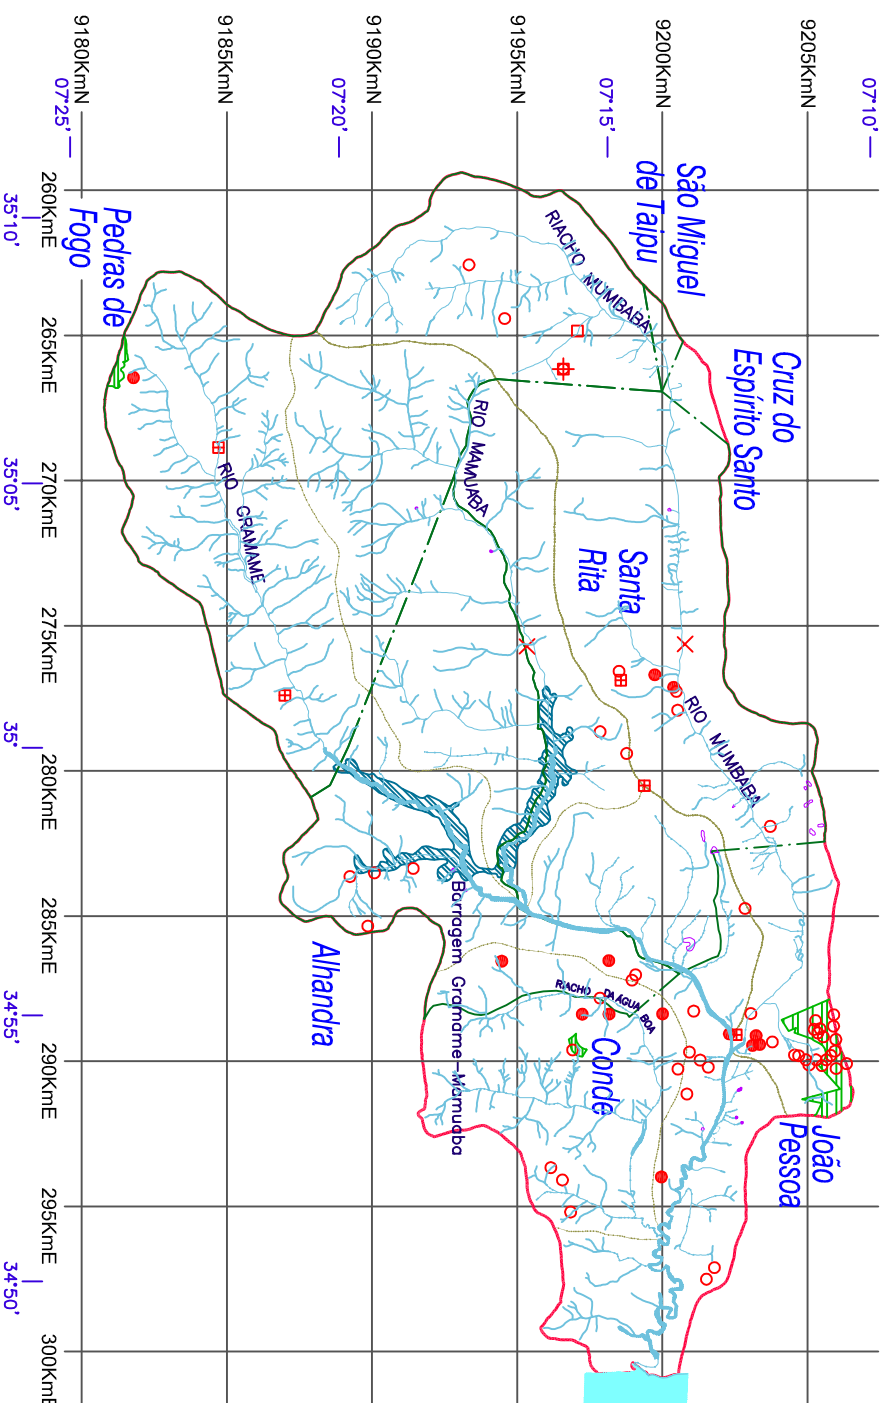 9180KmN
9185KmN
9190KmN
9195KmN
9200KmN
9205KmN
07°25'
07°20'
07°15'
07°10'
260KmE
265KmE
270KmE
275KmE
280KmE
285KmE
290KmE
295KmE
300KmE
35°10'
35°05'
35°
34°55'
34°50'
São Miguel
de Taipu
Cruz do
Espírito Santo
Pedras de
Fogo
Santa
Rita
Alhandra
Conde
João
Pessoa
RIACHO MUMBABA
RIO MAMUABA
RIO GRAMAME
RIO MUMBABA
RIACHO DA ÁGUA BOA
Barragem Gramame-Mamuaba